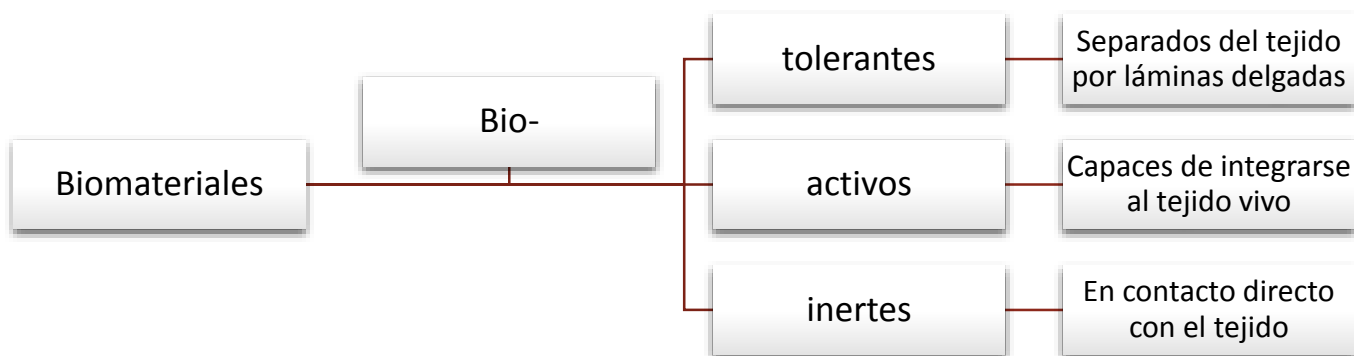 Biomateriales
Bio-
tolerantes
Separados del tejido
por láminas delgadas
activos
Capaces de integrarse
al tejido vivo
inertes
En contacto directo
con el tejido